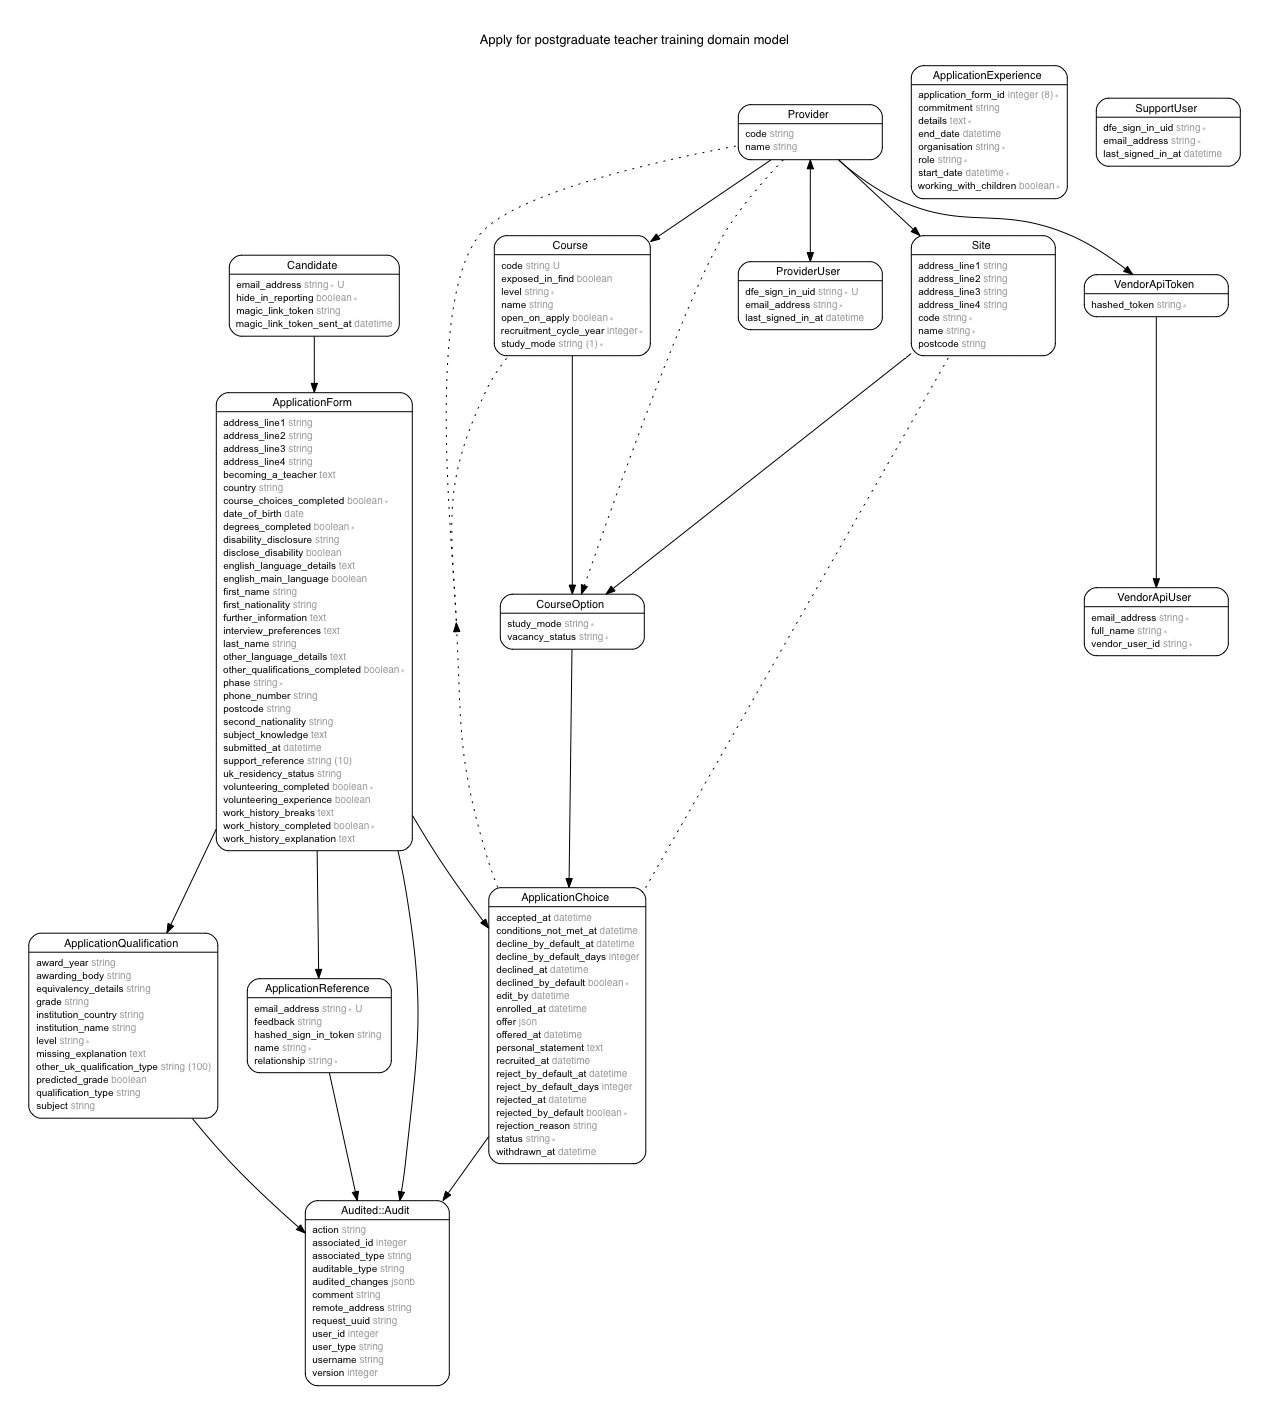 Apply for postgraduate teacher training domain model
Provider
code string
name string
ApplicationExperience
application_form_id integer (8) *
commitment string
details text *
end_date datetime
organisation string *
role string *
start_date datetime *
working_with_children boolean *
SupportUser
dfe_sign_in_uid string *
email_address string *
last_signed_in_at datetime
Candidate
email_address string * U
hide_in_reporting boolean *
magic_link_token string
magic_link_token_sent_at datetime
Course
code string U
exposed_in_find boolean
level string *
name string
open_on_apply boolean *
recruitment_cycle_year integer *
study_mode string (1) *
ProviderUser
dfe_sign_in_uid string * U
email_address string *
last_signed_in_at datetime
Site
address_line1 string
address_line2 string
address_line3 string
address_line4 string
code string *
name string *
postcode string
VendorApiToken
hashed_token string *
ApplicationForm
address_line1 string
address_line2 string
address_line3 string
address_line4 string
becoming_a_teacher text
country string
course_choices_completed boolean *
date_of_birth date
degrees_completed boolean *
disability_disclosure string
disclose_disability boolean
english_language_details text
english_main_language boolean
first_name string
first_nationality string
further_information text
interview_preferences text
last_name string
other_language_details text
other_qualifications_completed boolean *
phase string *
phone_number string
postcode string
second_nationality string
subject_knowledge text
submitted_at datetime
support_reference string (10)
uk_residency_status string
volunteering_completed boolean *
volunteering_experience boolean
work_history_breaks text
work_history_completed boolean *
work_history_explanation text
CourseOption
study_mode string *
vacancy_status string *
VendorApiUser
email_address string *
full_name string *
vendor_user_id string *
ApplicationQualification
award_year string
awarding_body string
equivalency_details string
grade string
institution_country string
institution_name string
level string *
missing_explanation text
other_uk_qualification_type string (100)
predicted_grade boolean
qualification_type string
subject string
ApplicationReference
email_address string * U
feedback string
hashed_sign_in_token string
name string *
relationship string *
ApplicationChoice
accepted_at datetime
conditions_not_met_at datetime
decline_by_default_at datetime
decline_by_default_days integer
declined_at datetime
declined_by_default boolean *
edit_by datetime
enrolled_at datetime
offer json
offered_at datetime
personal_statement text
recruited_at datetime
reject_by_default_at datetime
reject_by_default_days integer
rejected_at datetime
rejected_by_default boolean *
rejection_reason string
status string *
withdrawn_at datetime
Audited::Audit
action string
associated_id integer
associated_type string
auditable_type string
audited_changes jsonb
comment string
remote_address string
request_uuid string
user_id integer
user_type string
username string
version integer